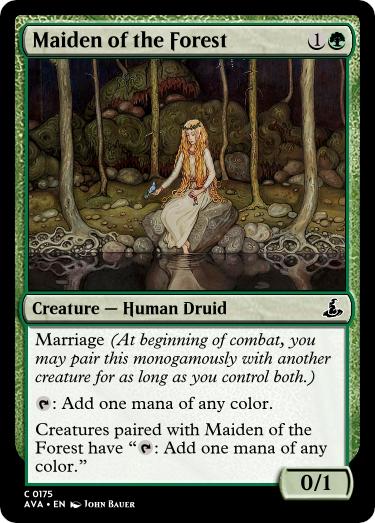 Maiden of the Forest 1
Creature — Human Druid
Marriage (At beginning of combat, you
may pair this monogamously with another
creature for as long as you control both.)
: Add one mana of any color.
Creatures paired with Maiden of the
Forest have “: Add one mana of any
color.”
0/1
C 0175
AVA • EN John Bauer